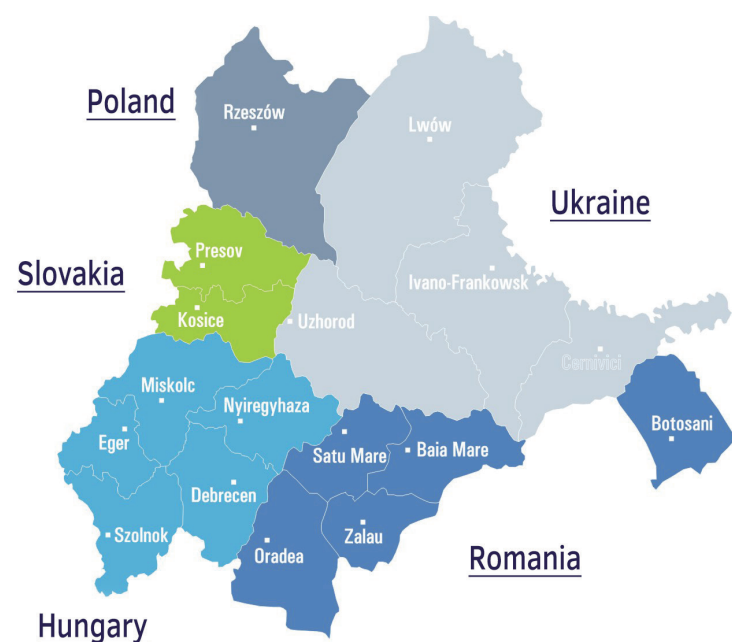 Poland
Rzeszów
Lwów
Ukraine
Presov
Slovakia
Ivano-Frankowsk
Kosice
Uzhorod
Cernivici
Miskolc
Nyiregyhaza
Botosani
Eger
Satu Mare
Baia Mare
Debrecen
Szolnok
Zalau
Oradea
Romania
Hungary